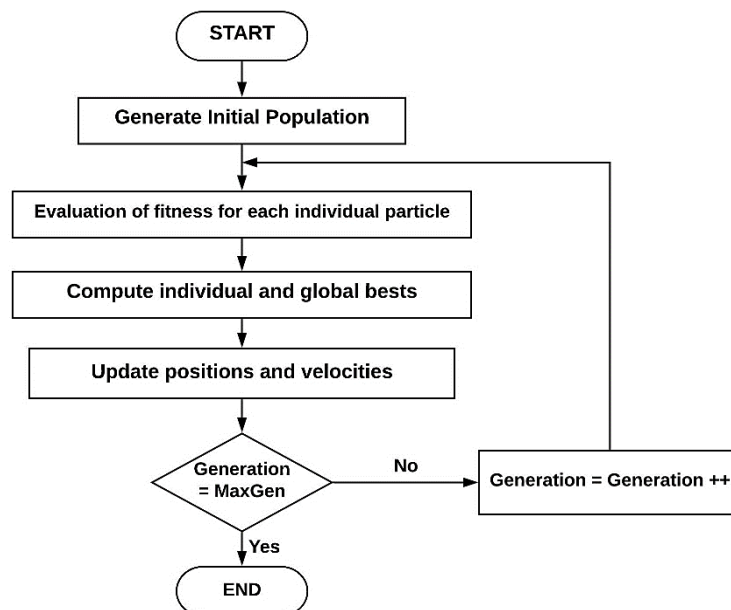 START
Generate Initial Population
Evaluation of fitness for each individual particle
Compute individual and global bests
Update positions and velocities
Generation
= MaxGen
No
Generation = Generation ++
Yes
END